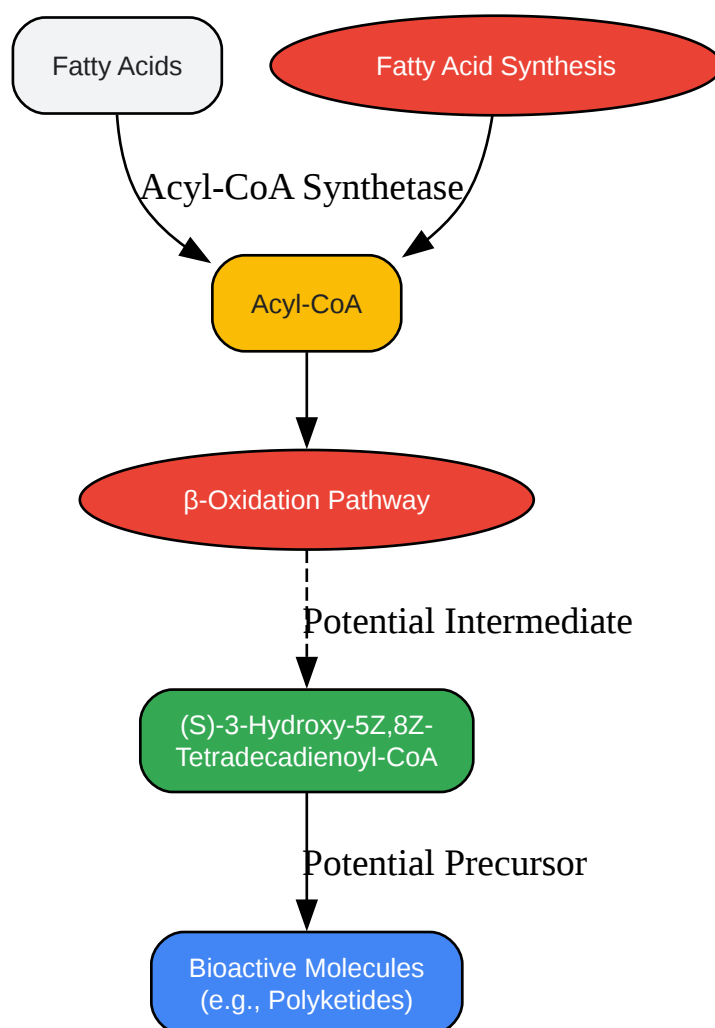 Fatty Acids
Fatty Acid Synthesis
Acyl-CoA Synthetase
Acyl-CoA
β-Oxidation Pathway
Potential Intermediate
(S)-3-Hydroxy-5Z,8Z-
Tetradecadienoyl-CoA
Potential Precursor
Bioactive Molecules
(e.g., Polyketides)